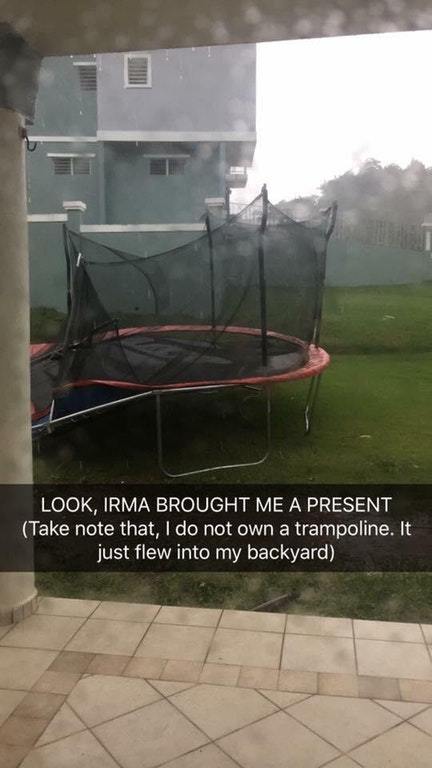 LOOK, IRMA BROUGHT ME A PRESENT
(Take note that, I do not own a trampoline. It
just flew into my backyard)